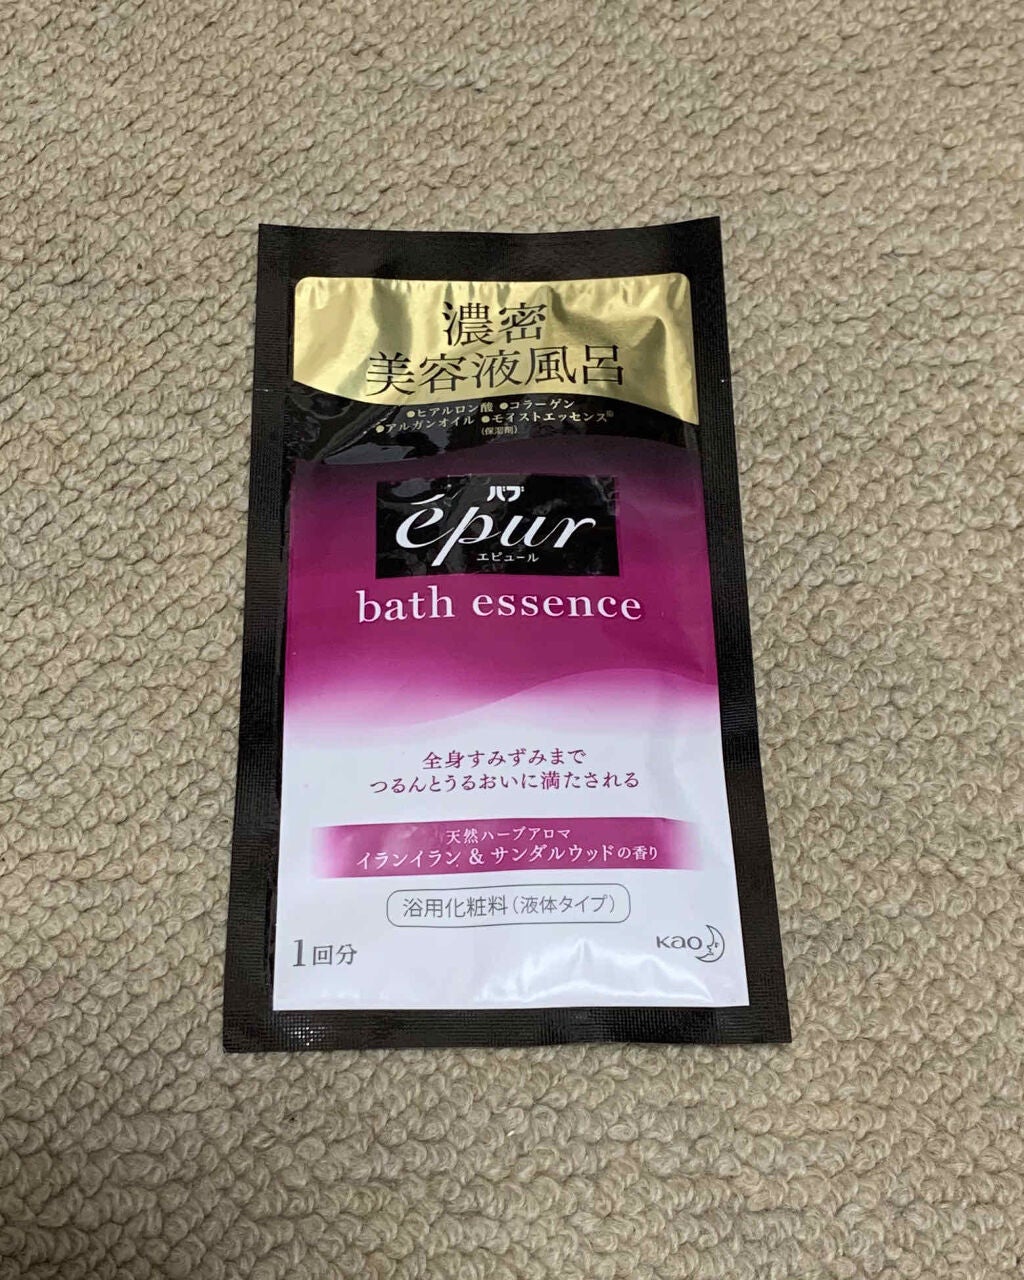 濃密
美容液風呂
●ヒアルロン酸 ●コラーゲン
●アルガンオイル ●モイストエッセンス※
(保湿剤)
バブ
épur
エピュール
bath essence
全身すみずみまで
つるんとうるおいに満たされる
天然ハーブアロマ
イランイラン & サンダルウッドの香り
浴用化粧料(液体タイプ)
1回分
Kao